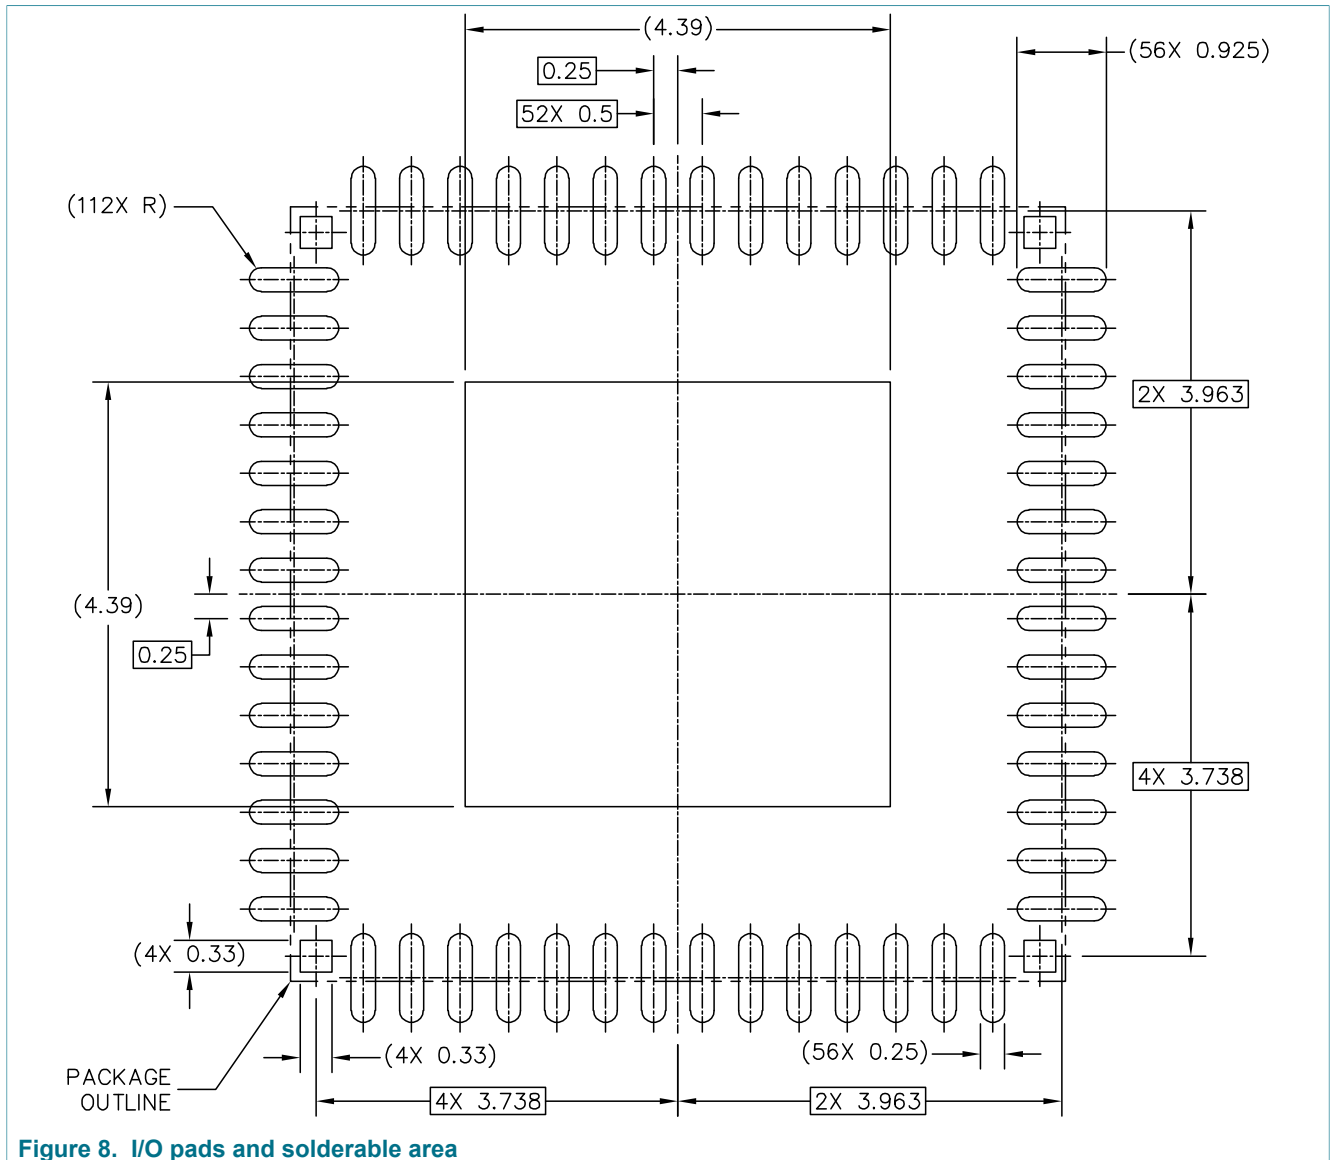 (4.39)
(56X 0.925)
0.25
52X 0.5
(112X R)
2X 3.963
(4.39)
0.25
4X 3.738
(4X 0.33)
(4X 0.33)
(56X 0.25)
PACKAGE
OUTLINE
4X 3.738
2X 3.963
Figure 8. I/O pads and solderable area